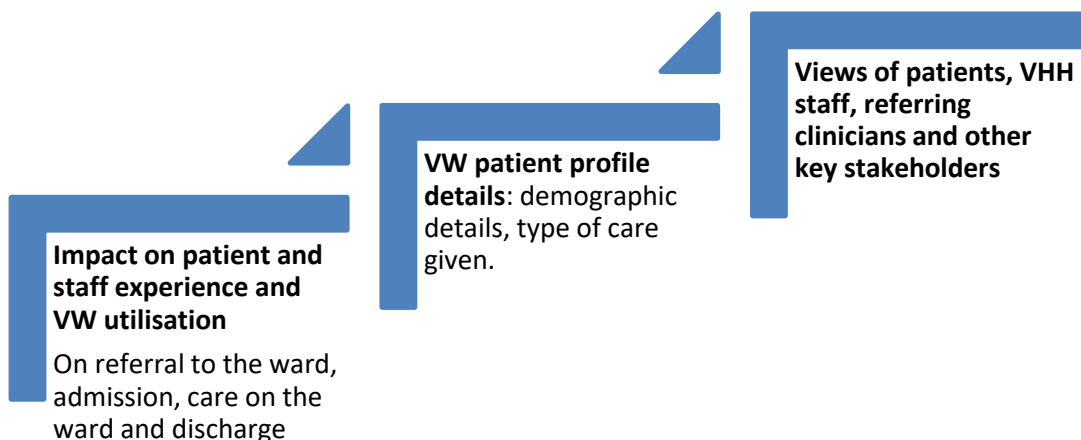 Impact on patient and
staff experience and
VW utilisation
On referral to the ward,
admission, care on the
ward and discharge
VW patient profile
details: demographic
details, type of care
given.
Views of patients, VHH
staff, referring
clinicians and other
key stakeholders